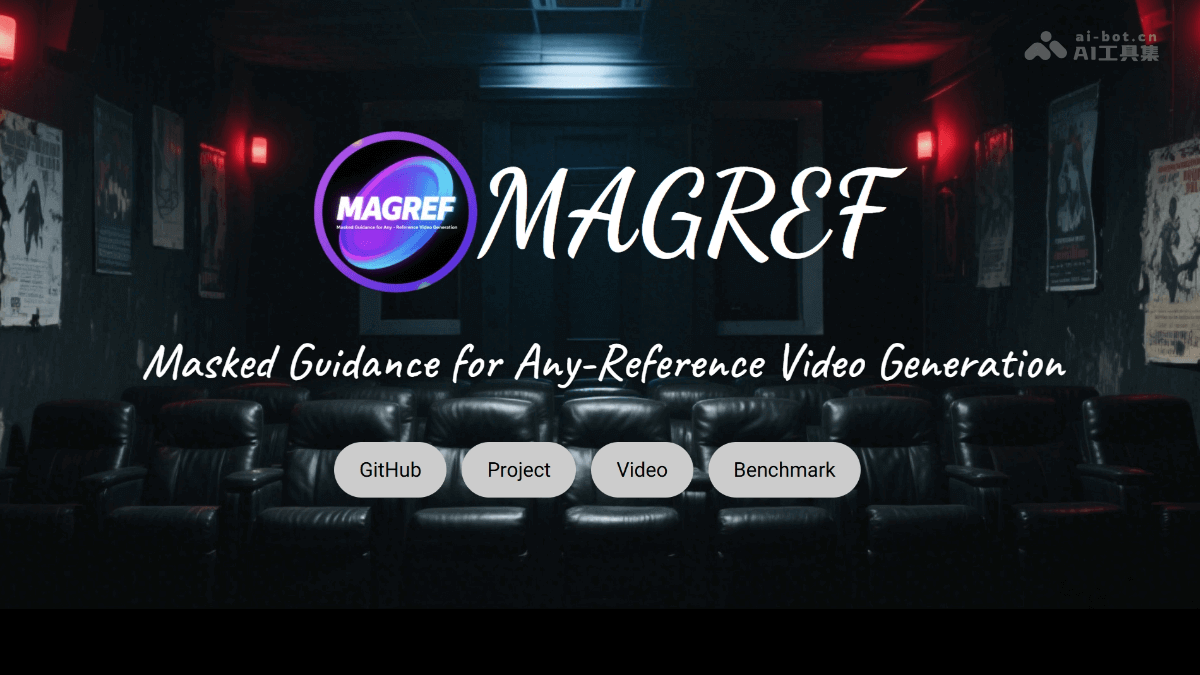 ai-bot.cn
AI工具集
MAGREF
Masked Guidance for Any - Reference Video Generation
MAGREF
Masked Guidance for Any-Reference Video Generation
GitHub
Project
Video
Benchmark